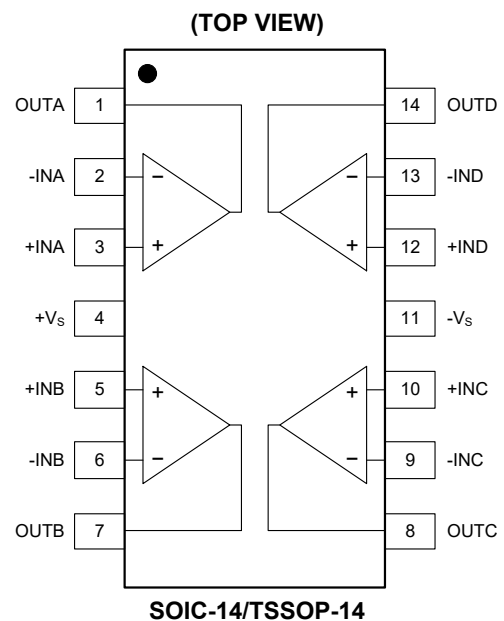 (TOP VIEW)
OUTA 1 14 OUTD
-INA 2 − − 13 -IND
+INA 3 + + 12 +IND
+VS 4 11 -VS
+INB 5 + + 10 +INC
-INB 6 − − 9 -INC
OUTB 7 8 OUTC
SOIC-14/TSSOP-14